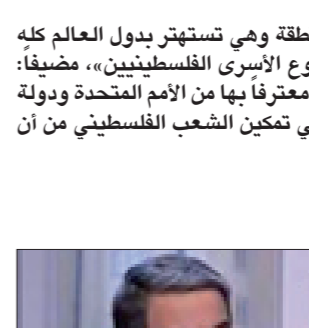 طقة وهي تستهتر بدول العالم كله
وع الأسرى الفلسطينيين»، مضيفاً:
معترفاً بها من الأمم المتحدة ودولة
ي تمكين الشعب الفلسطيني من أن